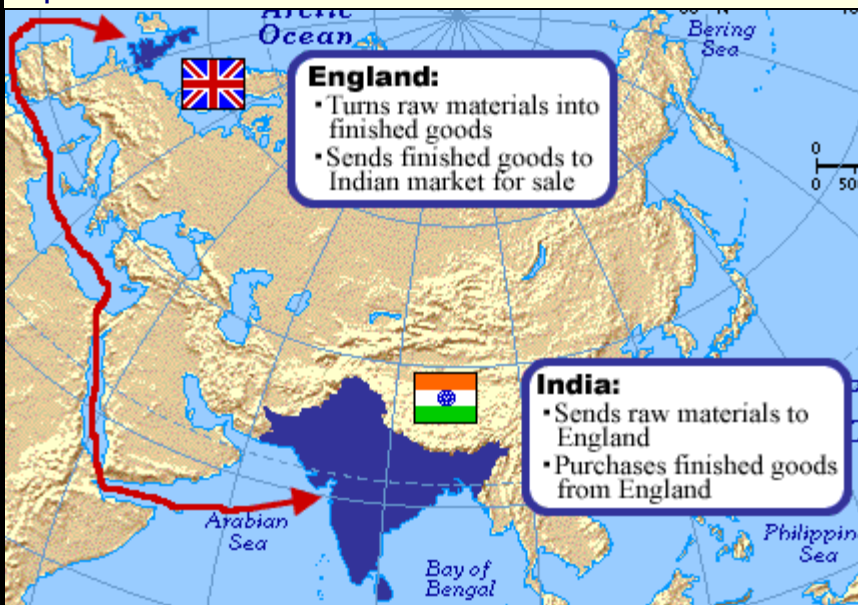 Arctic
Ocean
Bering
Sea
England:
▪Turns raw materials into
finished goods
▪Sends finished goods to
Indian market for sale
0
0 50
India:
▪Sends raw materials to
England
▪Purchases finished goods
from England
Arabian
Sea
Bay of
Bengal
Philippin
Sea